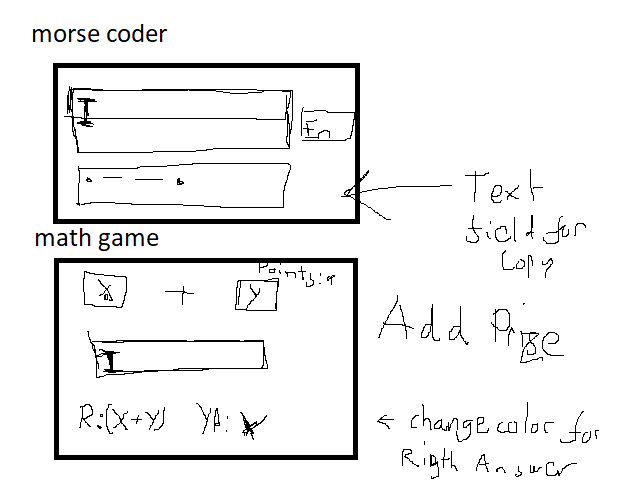 morse coder
En
. — — .
Text
field for
Copy
math game
Points:
X + Y
Add Prize
R:(X+Y) YA:
← change color for
Rigth Answer